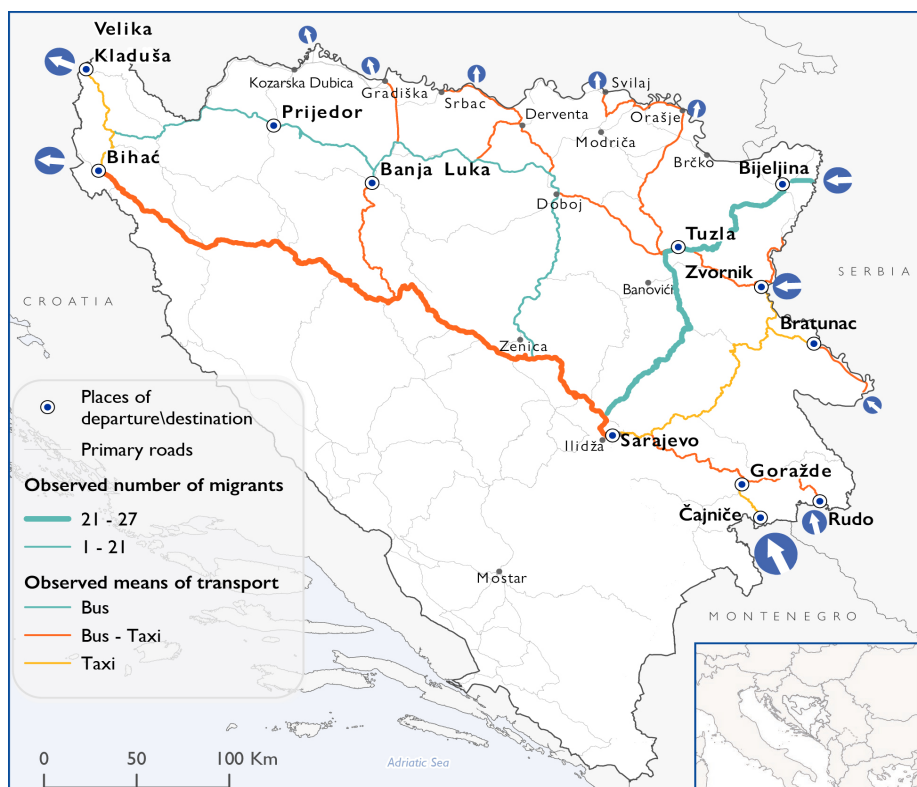 Velika
Kladuša
Kozarska Dubica
Gradiška
Srbac
Svilaj
Orašje
Prijedor
Derventa
Modriča
Brčko
Bihać
Banja Luka
Bijeljina
Doboj
Tuzla
Zvornik
SERBIA
CROATIA
Banovići
Bratunac
Zenica
Ilidža
Sarajevo
Goražde
Čajniče
Rudo
Mostar
MONTENEGRO
Places of
departure\destination
Primary roads
Observed number of migrants
21 - 27
1 - 21
Observed means of transport
Bus
Bus - Taxi
Taxi
0 50 100 Km
Adriatic Sea